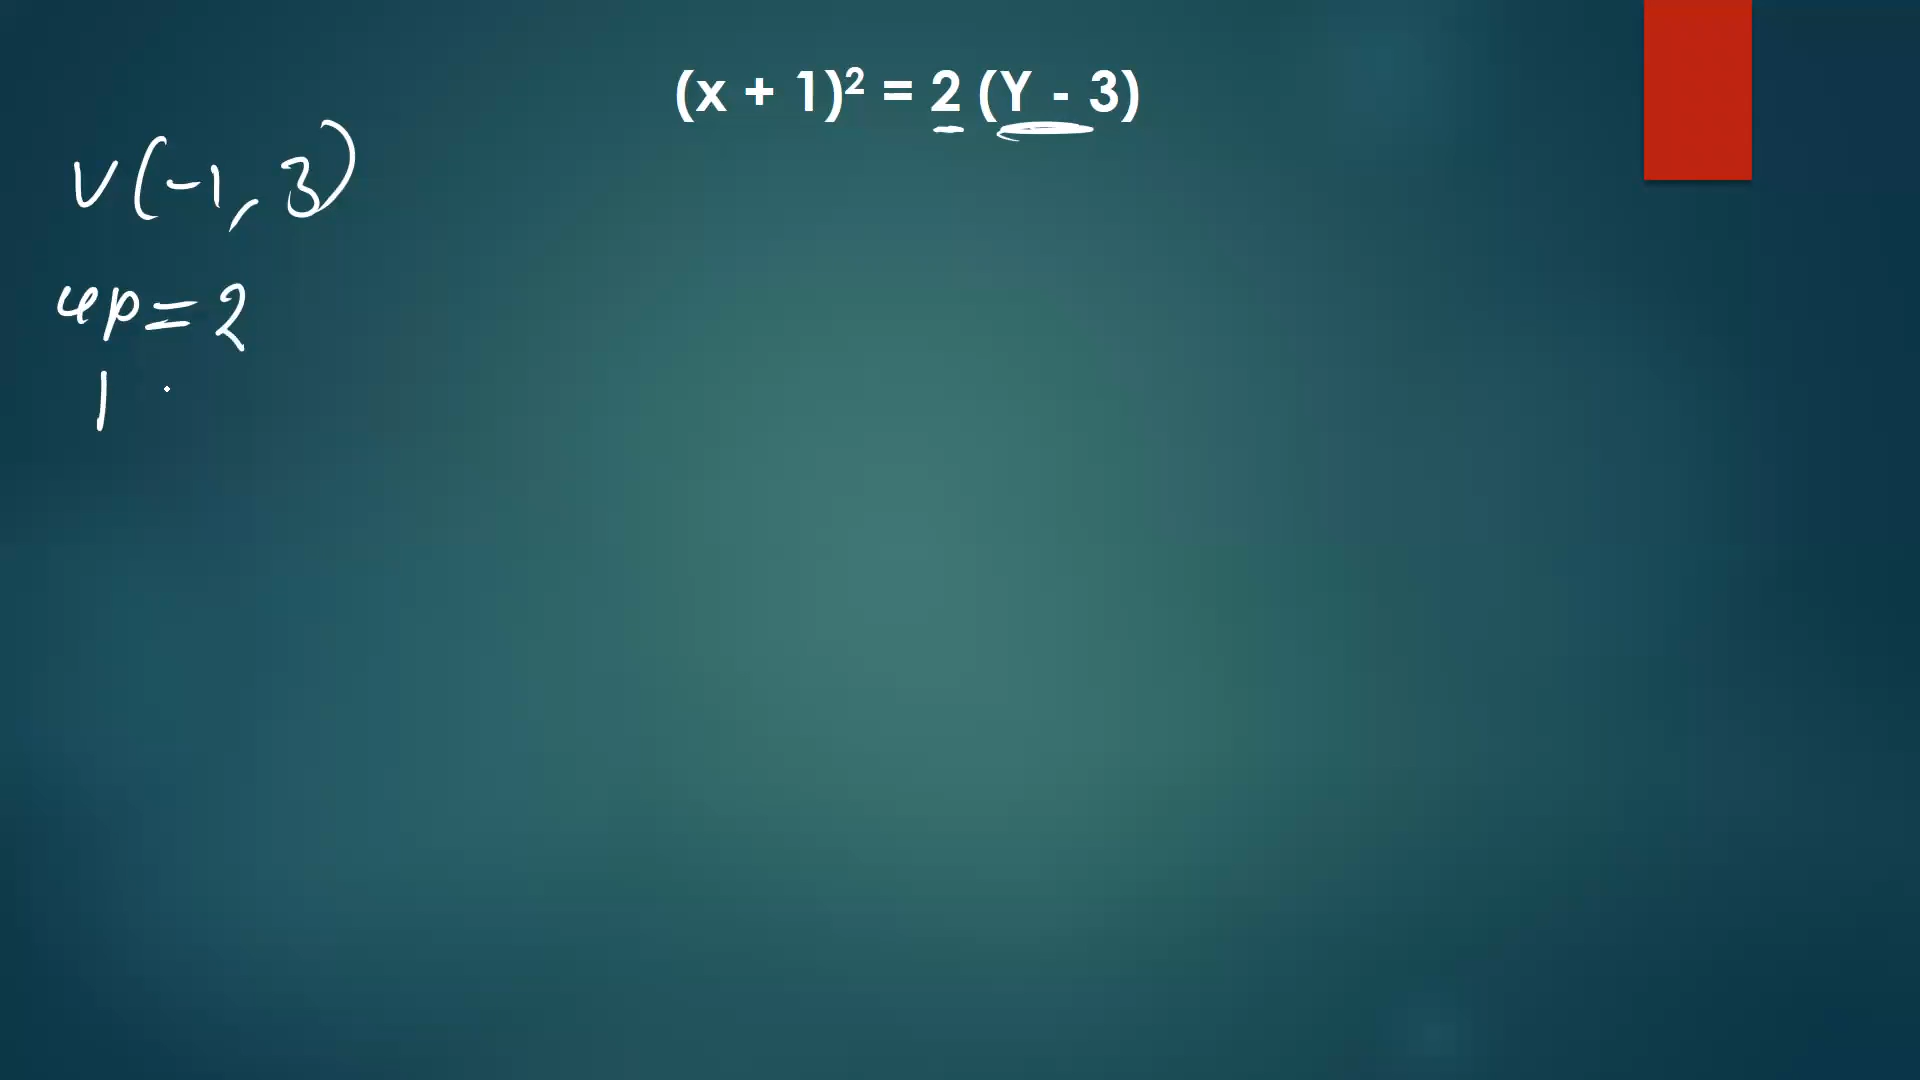 (x + 1)² = 2 (Y - 3)
V(-1, 3)
4p = 2